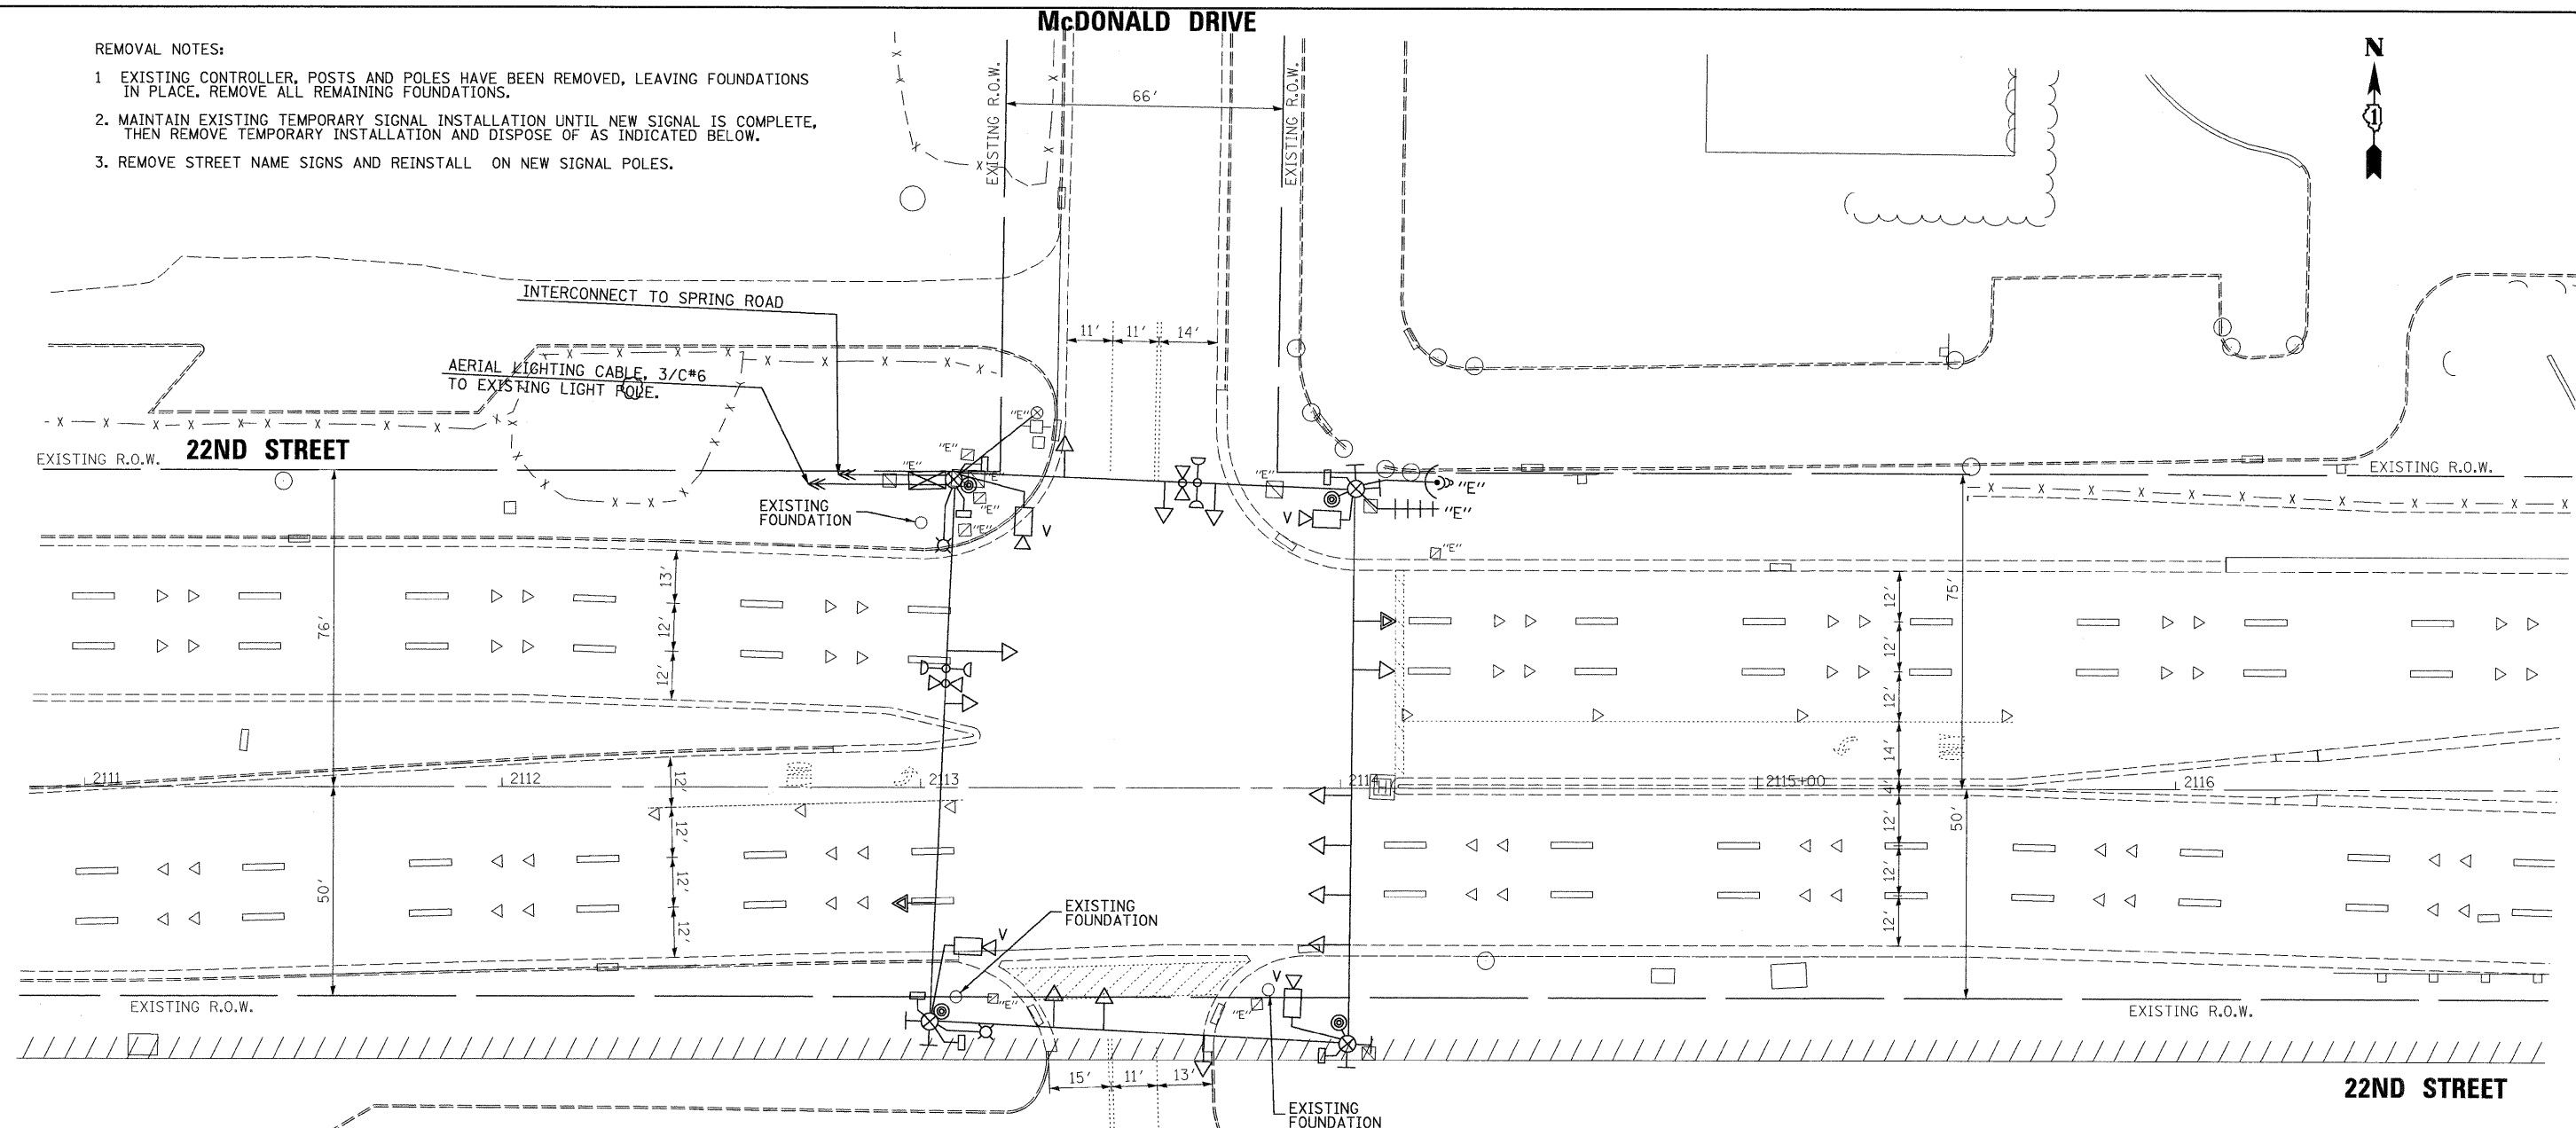 McDONALD DRIVE
REMOVAL NOTES:
1 EXISTING CONTROLLER, POSTS AND POLES HAVE BEEN REMOVED, LEAVING FOUNDATIONS
IN PLACE. REMOVE ALL REMAINING FOUNDATIONS.
2. MAINTAIN EXISTING TEMPORARY SIGNAL INSTALLATION UNTIL NEW SIGNAL IS COMPLETE,
THEN REMOVE TEMPORARY INSTALLATION AND DISPOSE OF AS INDICATED BELOW.
3. REMOVE STREET NAME SIGNS AND REINSTALL ON NEW SIGNAL POLES.
N
1
EXISTING R.O.W.
66'
EXISTING R.O.W.
INTERCONNECT TO SPRING ROAD
11'
11'
14'
AERIAL LIGHTING CABLE, 3/C#6
TO EXISTING LIGHT POLE.
22ND STREET
EXISTING R.O.W.
EXISTING R.O.W.
"E"
"E"
"E"
"E"
"E"
"E"
"E"
"E"
"E"
"E"
EXISTING
FOUNDATION
V
V
76'
13'
12'
12'
12'
12'
12'
75'
2111
2112
2113
2114
2115+00
2116
12'
14'
4'
50'
12'
12'
12'
12'
12'
12'
50'
EXISTING
FOUNDATION
V
V
"E"
"E"
EXISTING R.O.W.
EXISTING R.O.W.
15'
11'
13'
22ND STREET
EXISTING
FOUNDATION